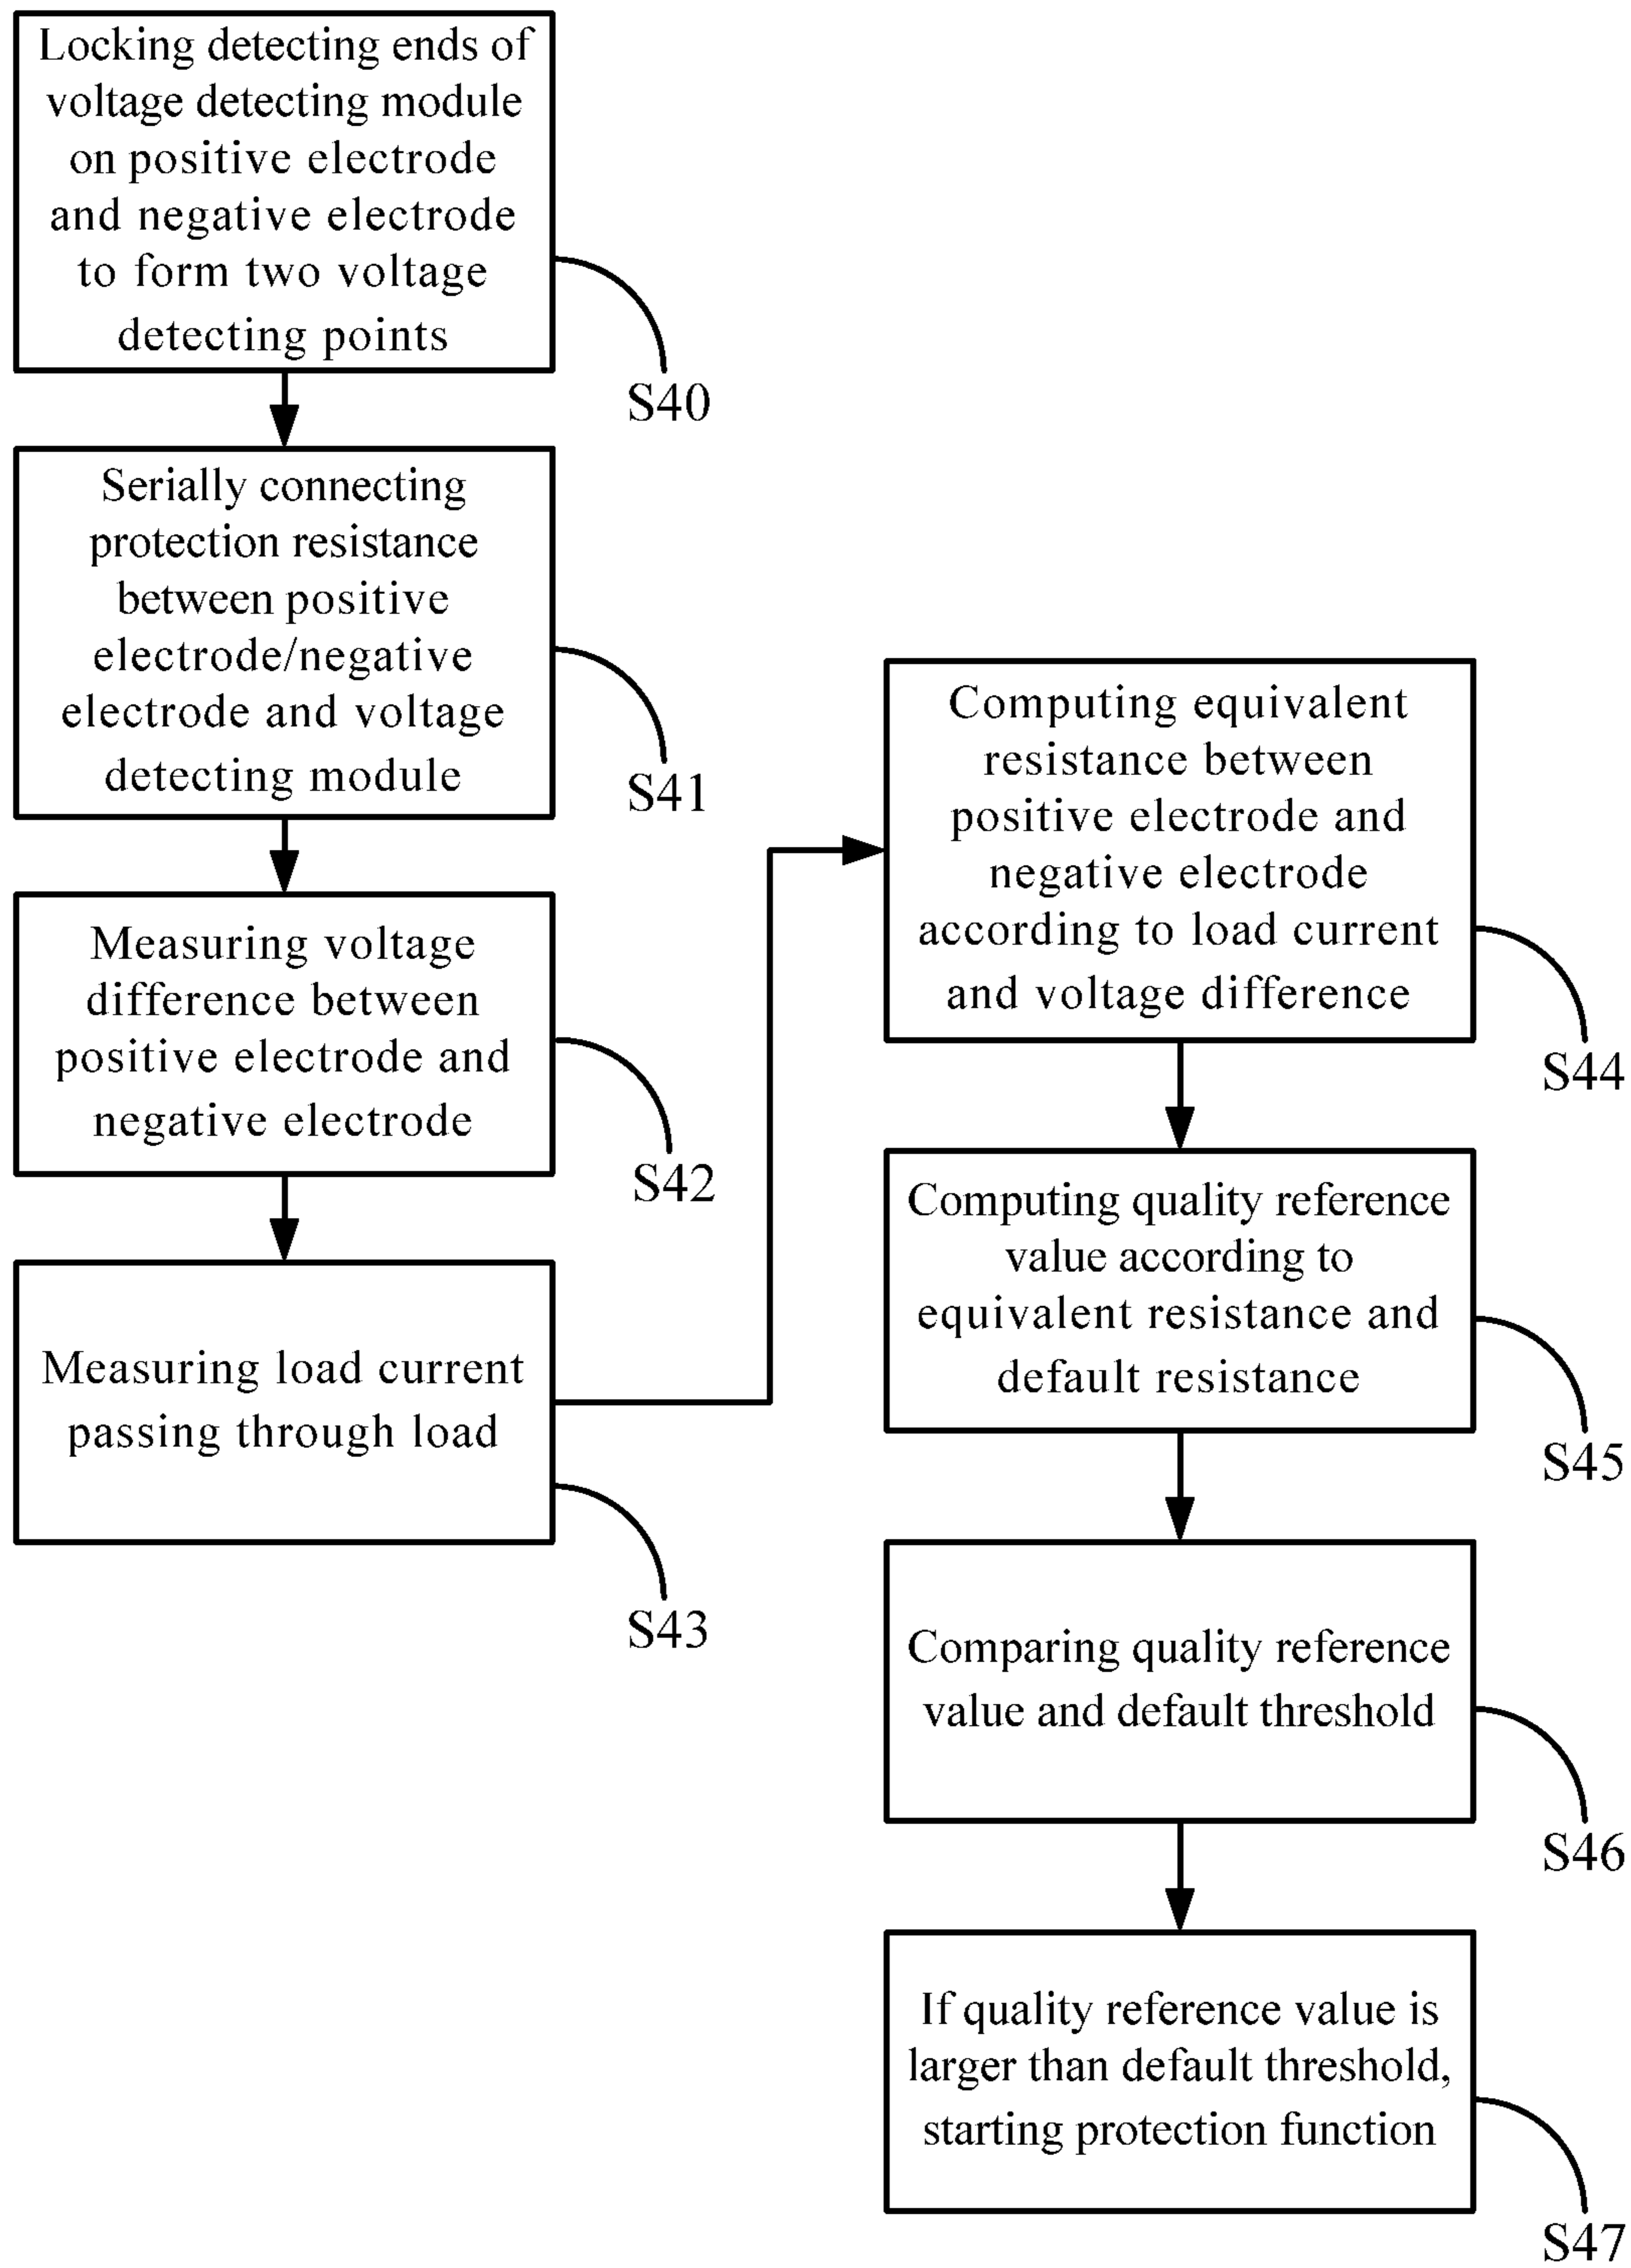 Locking detecting ends of
voltage detecting module
on positive electrode
and negative electrode
to form two voltage
detecting points
S40
Serially connecting
protection resistance
between positive
electrode/negative
electrode and voltage
detecting module
S41
Measuring voltage
difference between
positive electrode and
negative electrode
S42
Measuring load current
passing through load
S43
Computing equivalent
resistance between
positive electrode and
negative electrode
according to load current
and voltage difference
S44
Computing quality reference
value according to
equivalent resistance and
default resistance
S45
Comparing quality reference
value and default threshold
S46
If quality reference value is
larger than default threshold,
starting protection function
S47